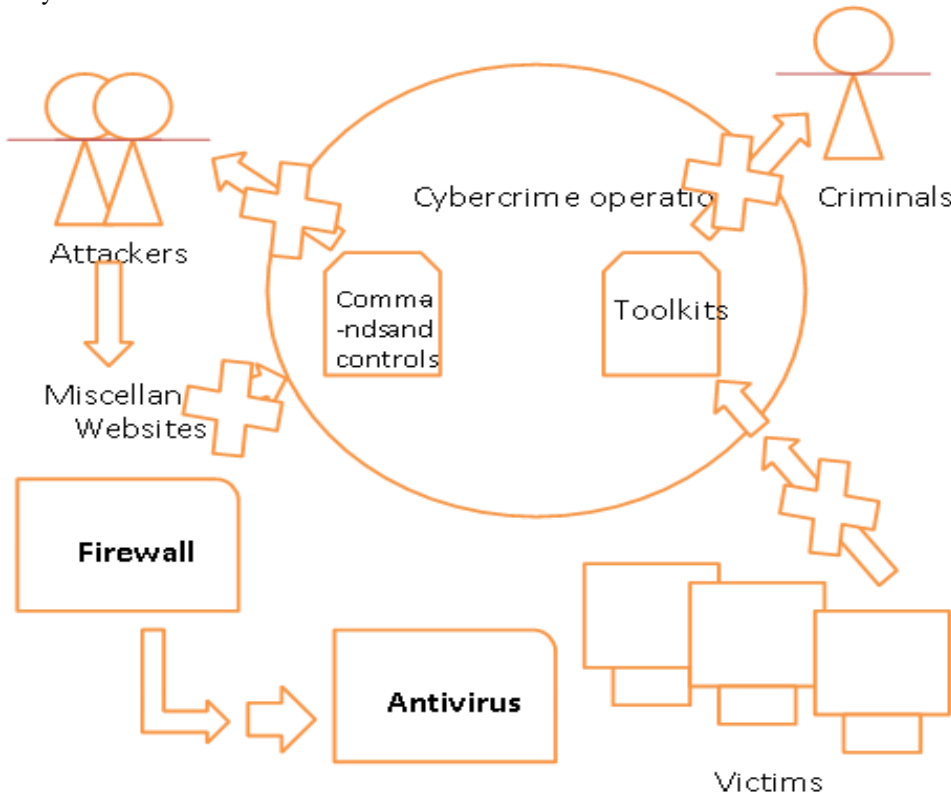 Attackers
Cybercrime operatio
Criminals
Comma
-ndsand
controls
Toolkits
Miscellan
Websites
Firewall
Antivirus
Victims